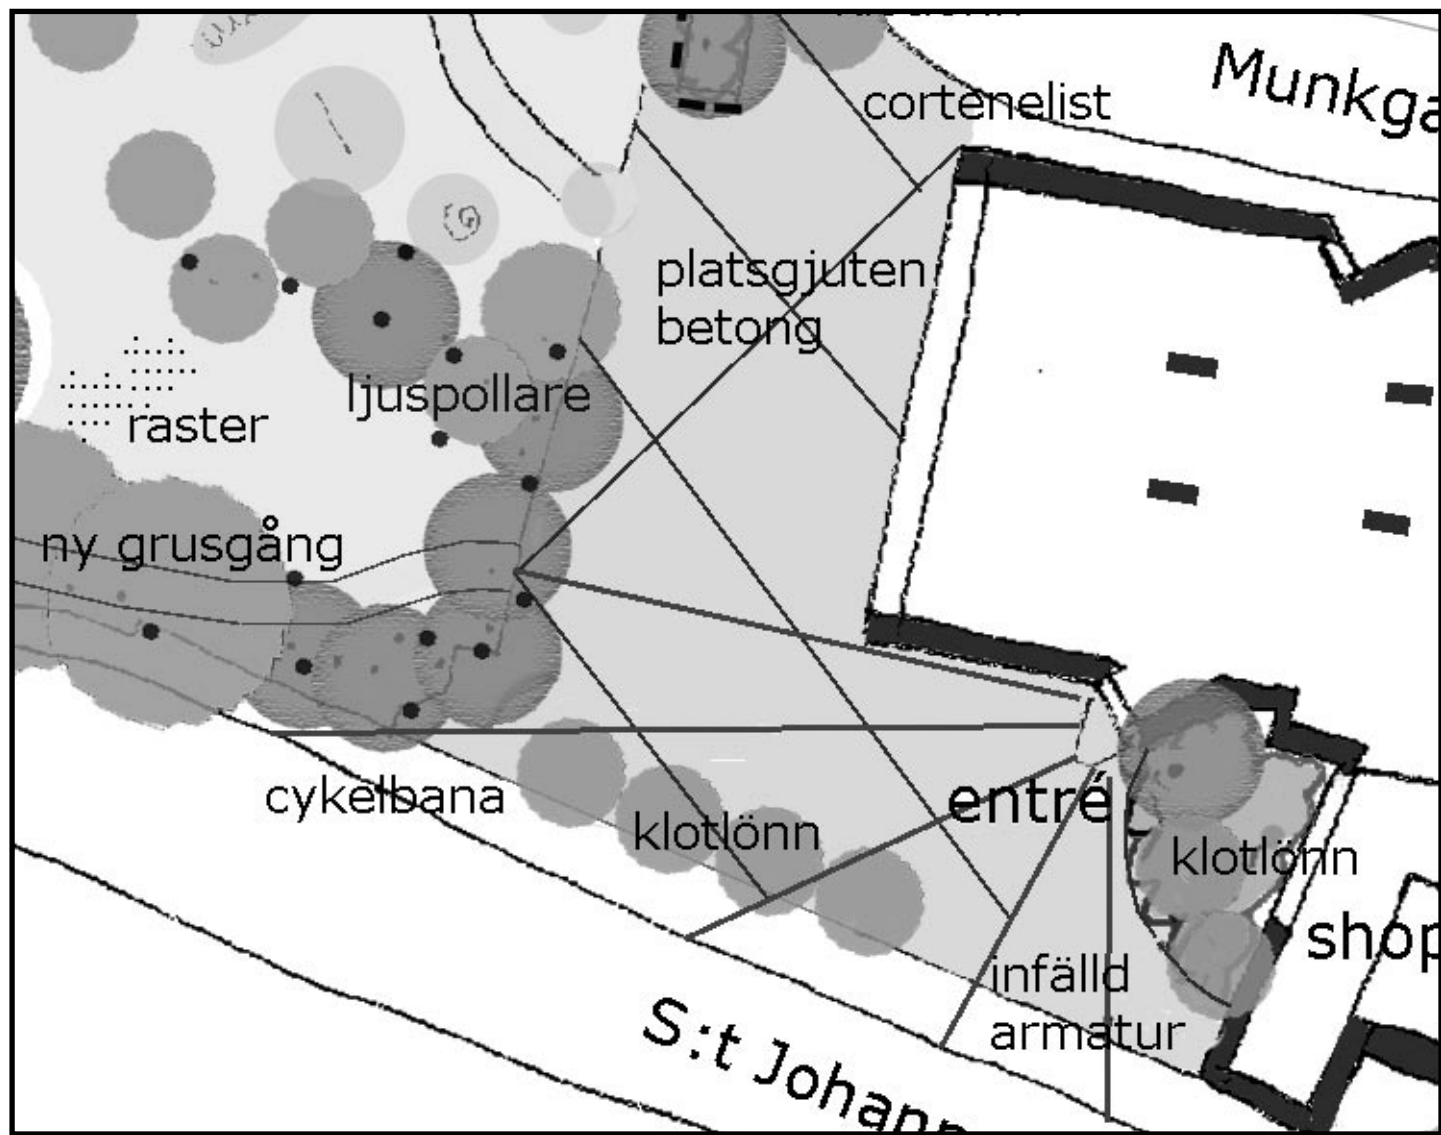 Munkga
cortenelist
platsgjuten
betong
ljuspollare
raster
ny grusgång
cykelbana
klotlönn
entré
klotlönn
shop
infälld
armatur
S:t Johann